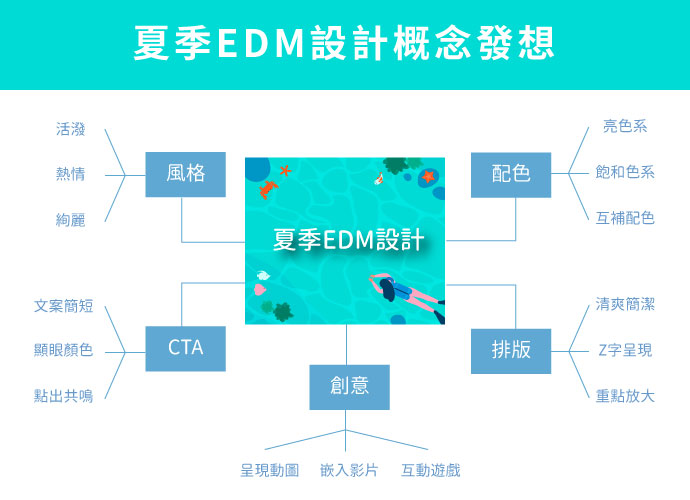 夏季EDM設計概念發想
活潑
熱情
絢麗
風格
夏季EDM設計
配色
亮色系
飽和色系
互補配色
文案簡短
顯眼顏色
點出共鳴
CTA
創意
呈現動圖
嵌入影片
互動遊戲
排版
清爽簡潔
Z字呈現
重點放大